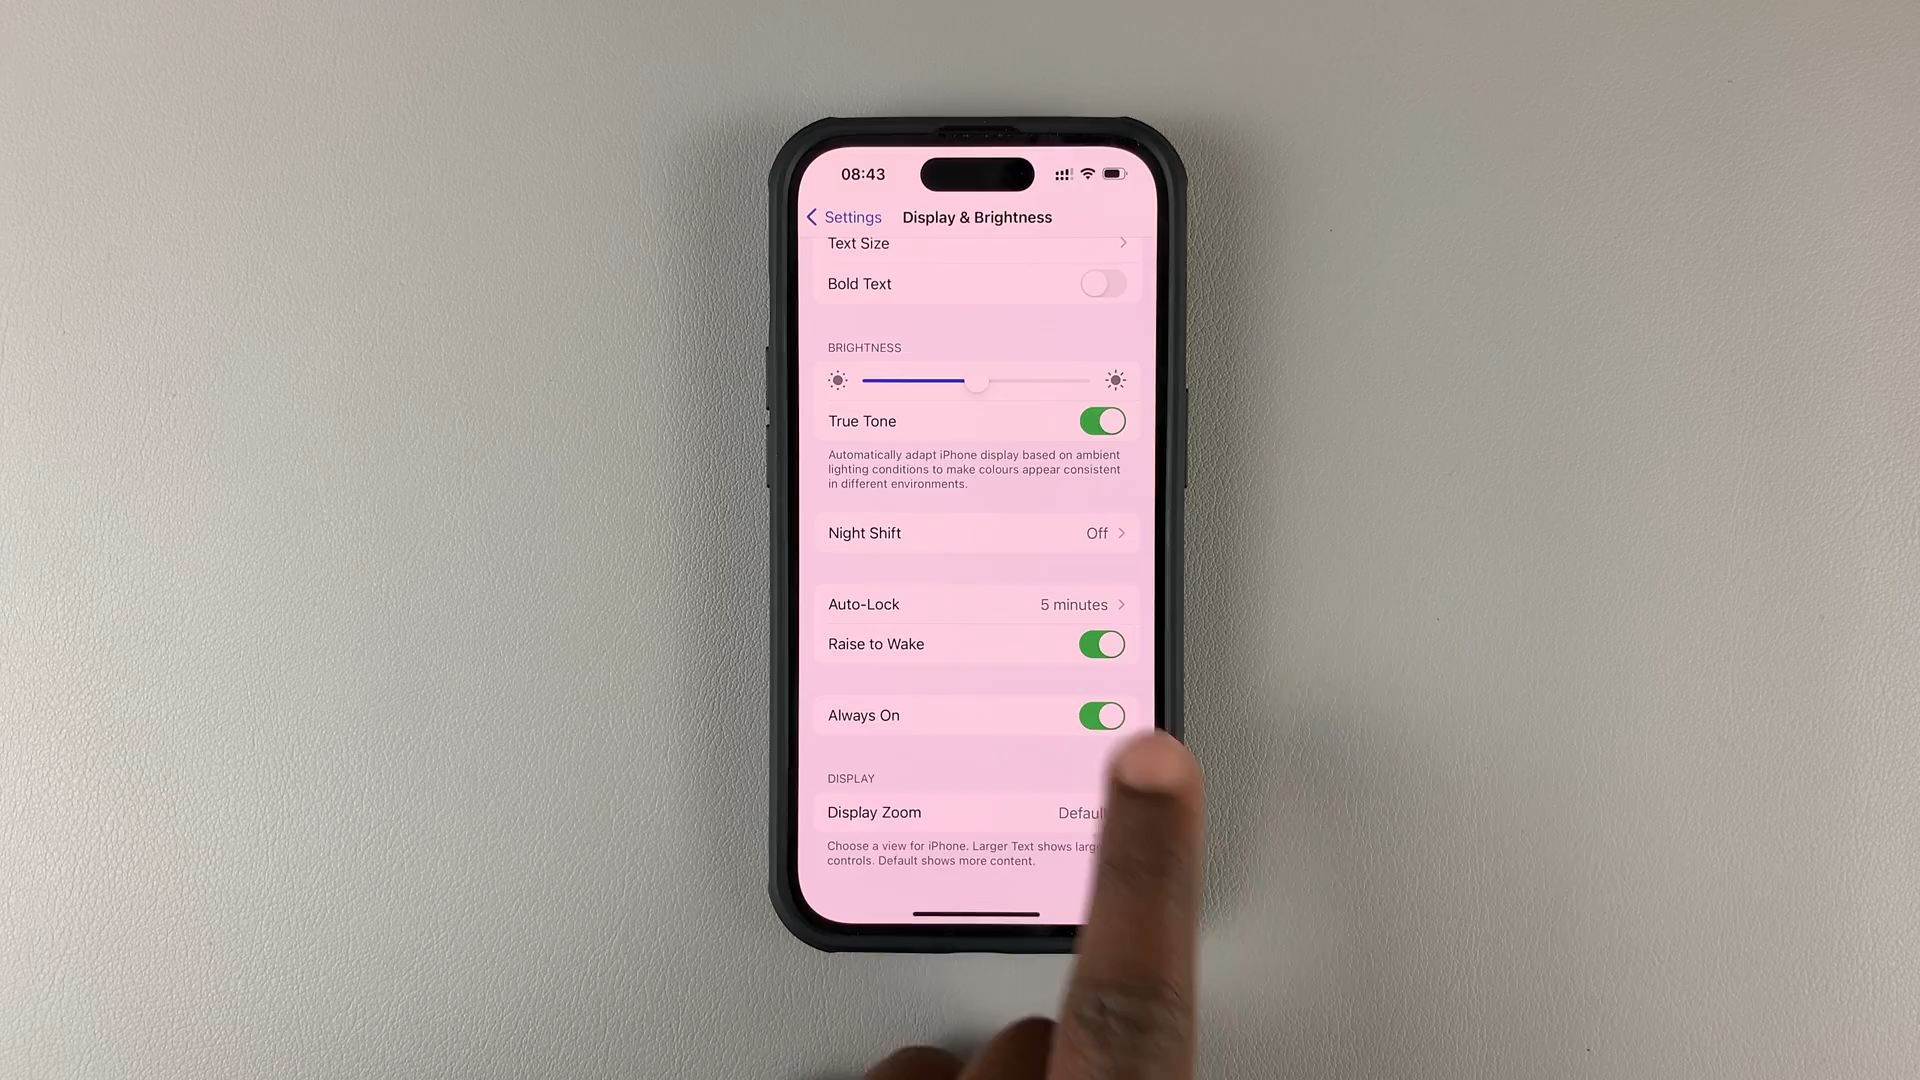 08:43
Settings
Display & Brightness
Text Size
Bold Text
BRIGHTNESS
True Tone
Automatically adapt iPhone display based on ambient
lighting conditions to make colours appear consistent
in different environments.
Night Shift Off
Auto-Lock 5 minutes
Raise to Wake
Always On
DISPLAY
Display Zoom Default
Choose a view for iPhone. Larger Text shows larg
controls. Default shows more content.